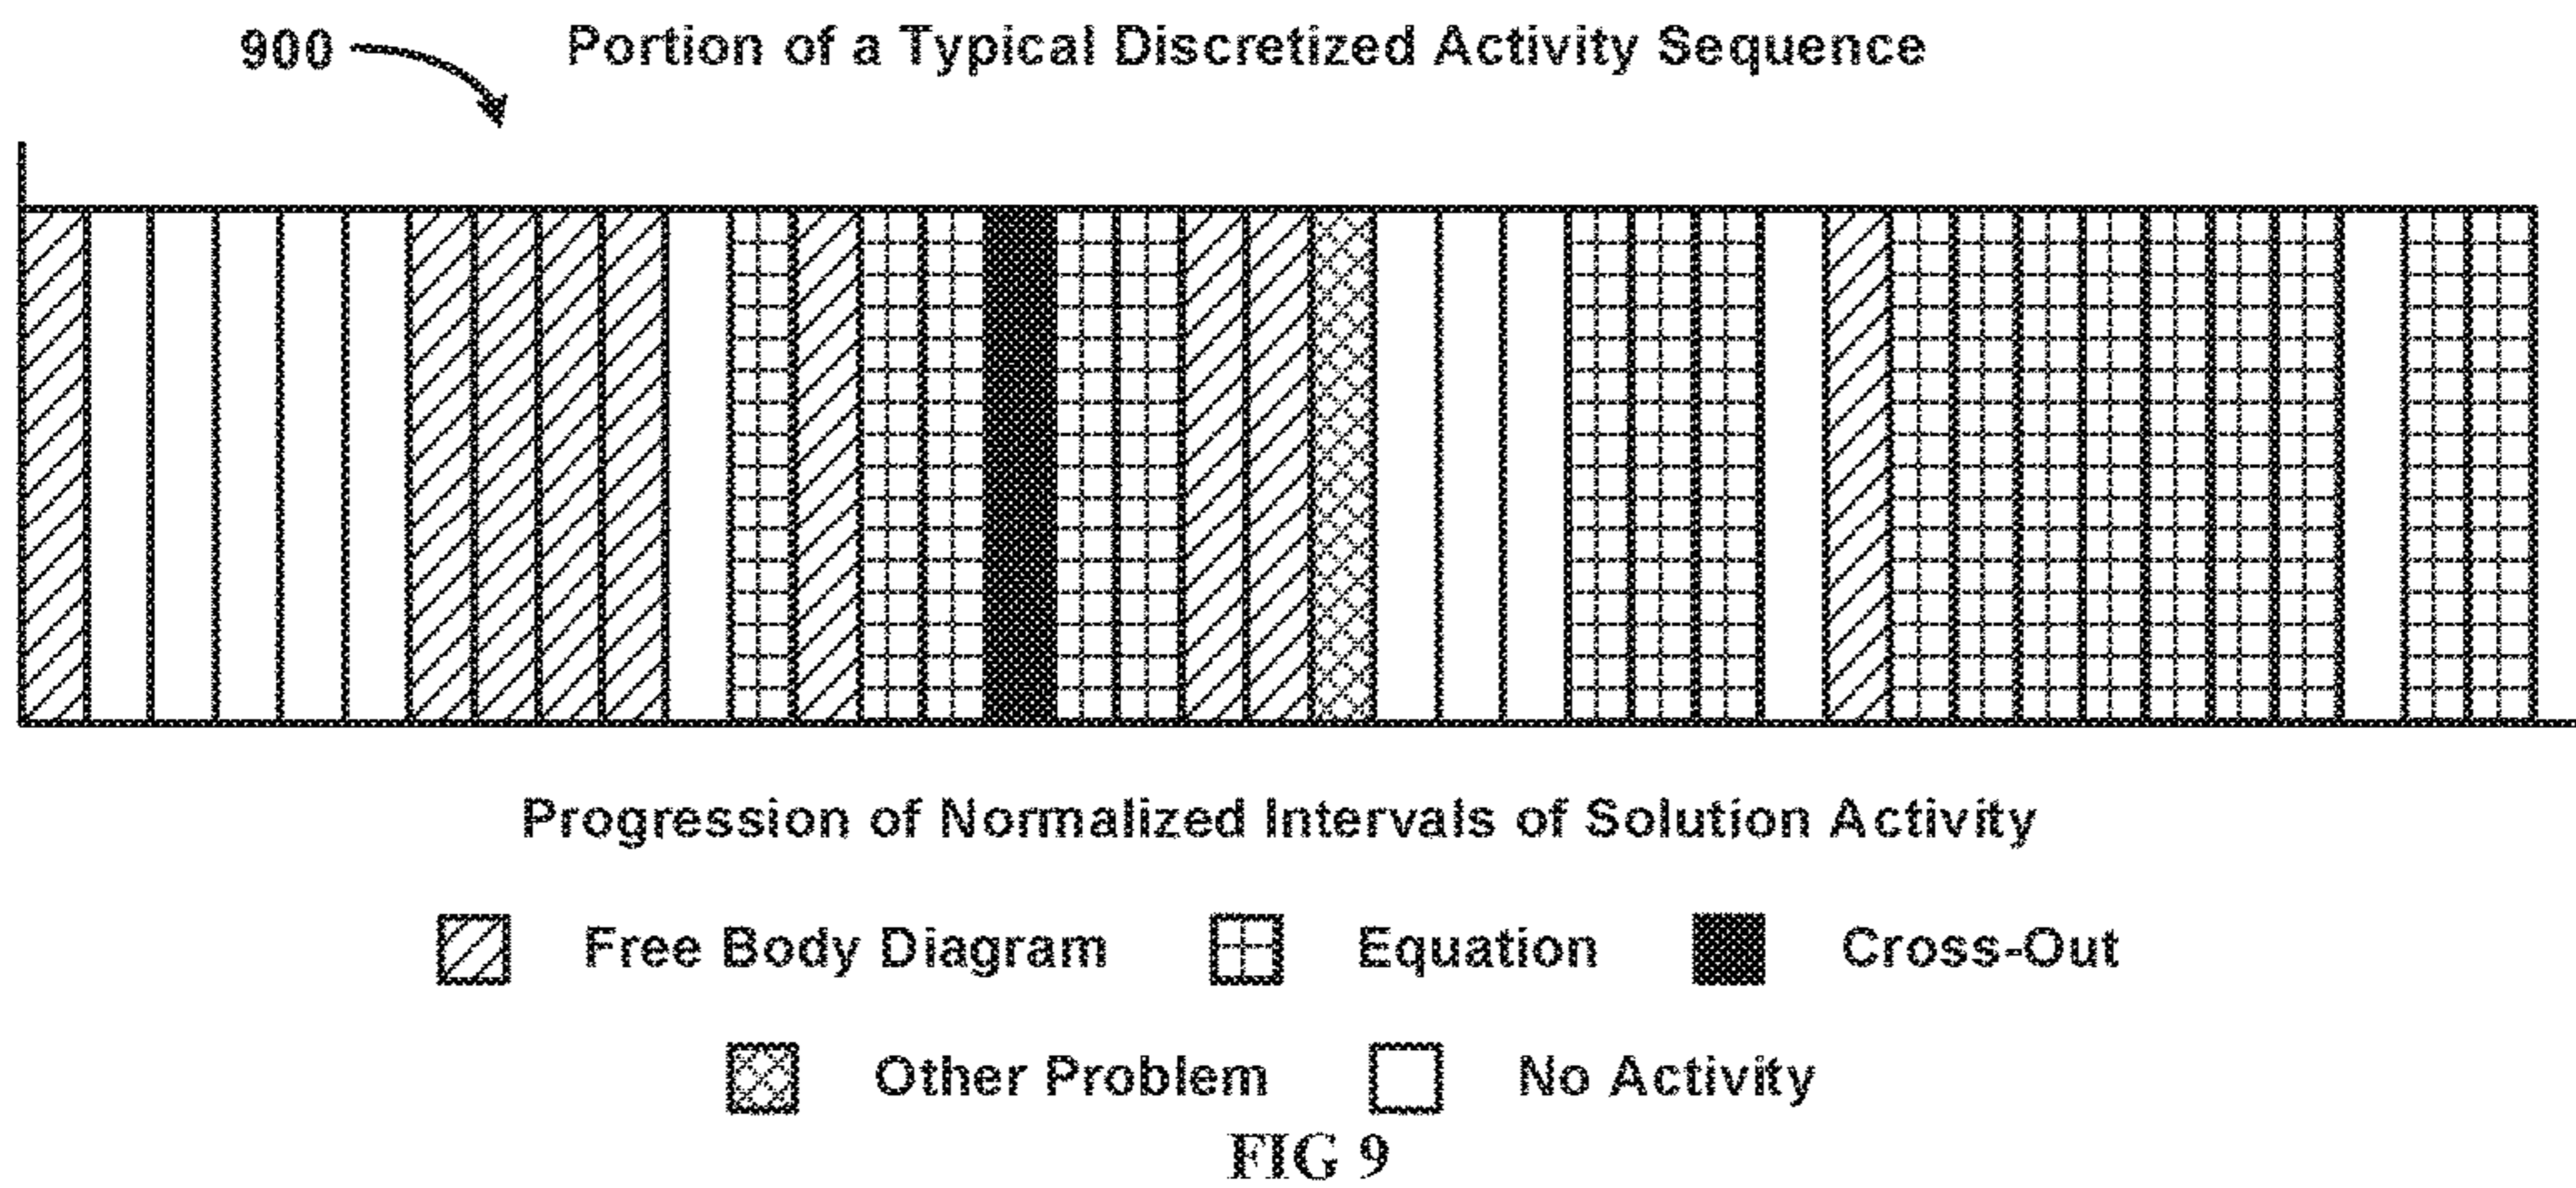 900
Portion of a Typical Discretized Activity Sequence
Progression of Normalized Intervals of Solution Activity
Free Body Diagram
Equation
Cross-Out
Other Problem
No Activity
FIG 9